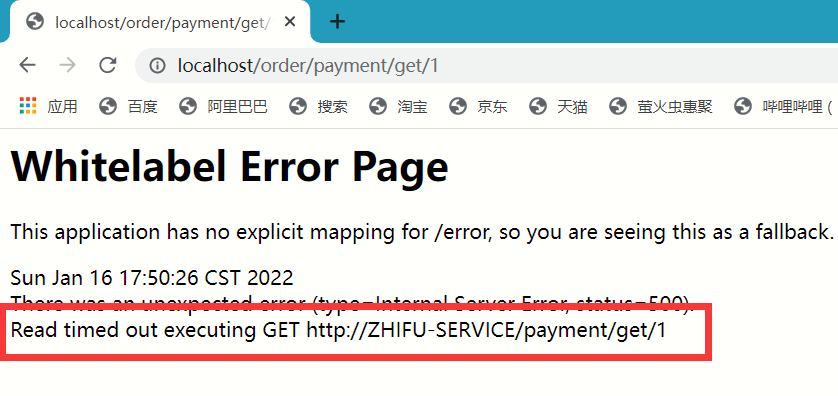 localhost/order/payment/get/
localhost/order/payment/get/1
应用 百度 阿里巴巴 搜索 淘宝 京东 天猫 萤火虫惠聚 哔哩哔哩 (
Whitelabel Error Page
This application has no explicit mapping for /error, so you are seeing this as a fallback.
Sun Jan 16 17:50:26 CST 2022
There was an unexpected error (type=Internal Server Error, status=500).
Read timed out executing GET http://ZHIFU-SERVICE/payment/get/1